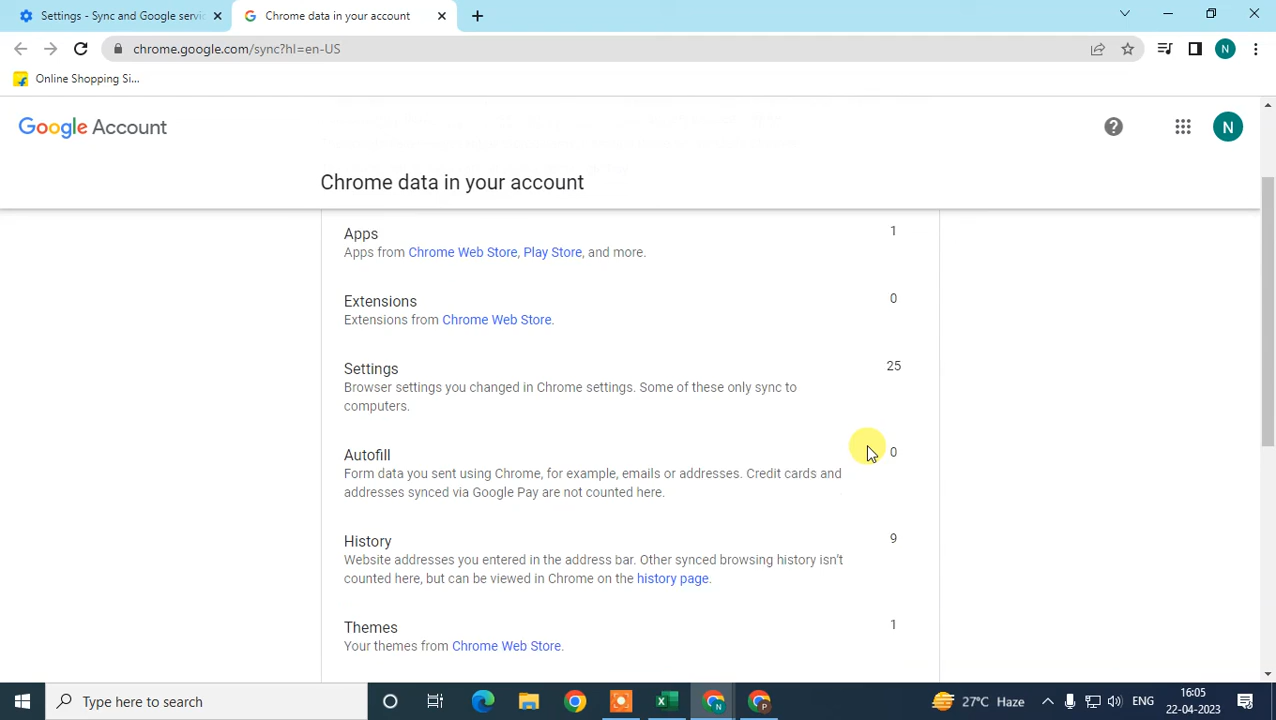 Settings - Sync and Google servic
Chrome data in your account
chrome.google.com/sync?hl=en-US
N
Online Shopping Si...
Google Account
N
Chrome data in your account
Apps 1
Apps from Chrome Web Store, Play Store, and more.
Extensions 0
Extensions from Chrome Web Store.
Settings 25
Browser settings you changed in Chrome settings. Some of these only sync to
computers.
Autofill 0
Form data you sent using Chrome, for example, emails or addresses. Credit cards and
addresses synced via Google Pay are not counted here.
History 9
Website addresses you entered in the address bar. Other synced browsing history isn't
counted here, but can be viewed in Chrome on the history page.
Themes 1
Your themes from Chrome Web Store.
Type here to search
27°C Haze
ENG
16:05
22-04-2023